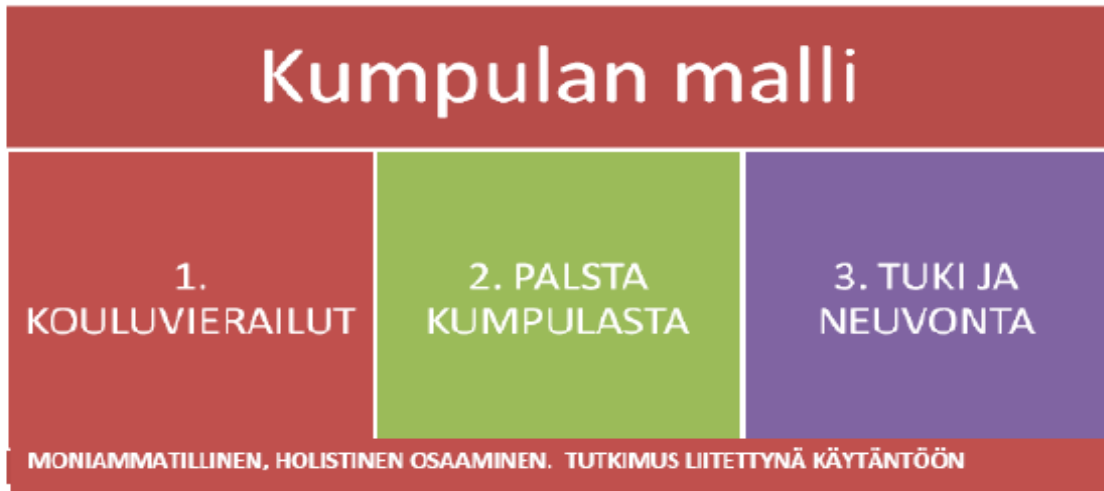 Kumpulan malli
1.
KOULUVIERAILUT
2. PALSTA
KUMPULASTA
3. TUKI JA
NEUVONTA
MONIAMMATILLINEN, HOLISTINEN OSAAMINEN. TUTKIMUS LIITETTYNÄ KÄYTÄNTÖÖN